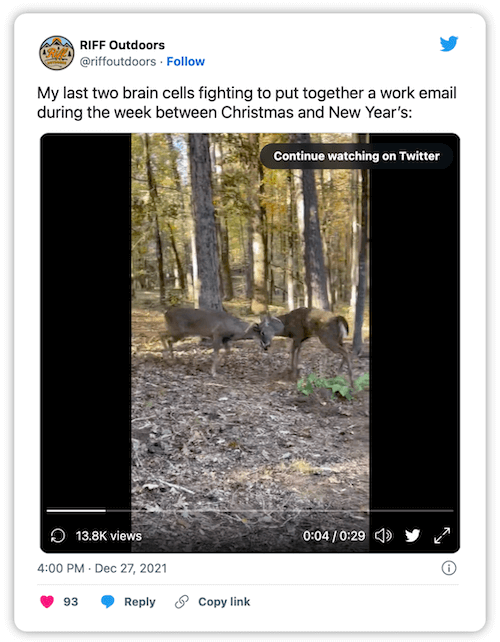 RIFF Outdoors
@riffoutdoors · Follow
My last two brain cells fighting to put together a work email
during the week between Christmas and New Year’s:
Continue watching on Twitter
13.8K views 0:04 / 0:29
4:00 PM · Dec 27, 2021
93 Reply Copy link